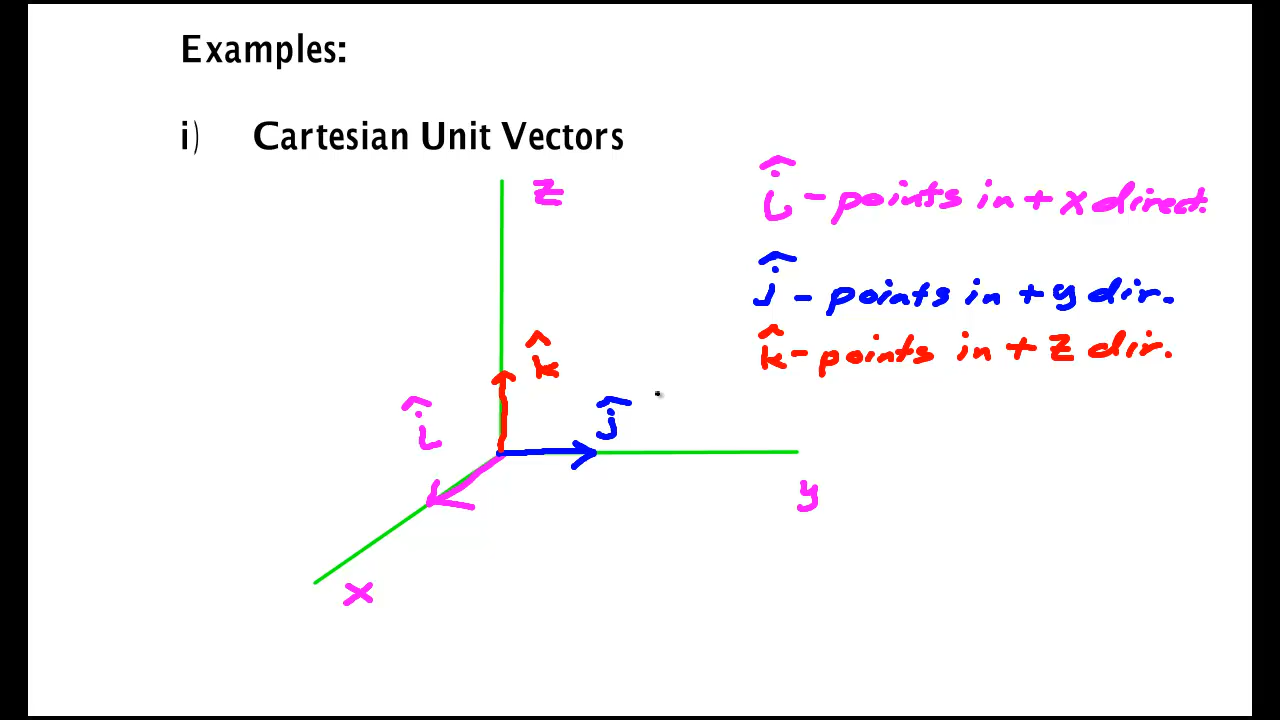 Examples:
i) Cartesian Unit Vectors
z
î - points in + x direct.
ĵ - points in + y dir.
k̂ - points in + z dir.
k̂
î
ĵ
y
x